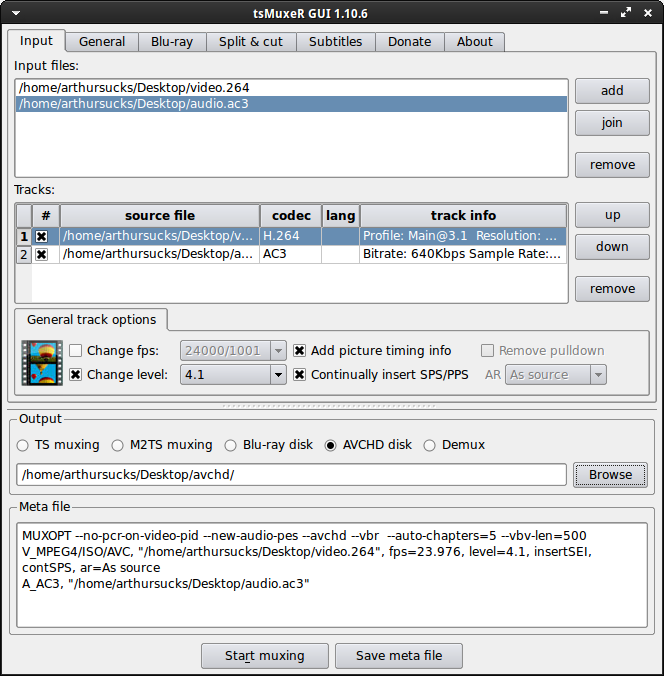 tsMuxeR GUI 1.10.6
Input General Blu-ray Split & cut Subtitles Donate About
Input files:
/home/arthursucks/Desktop/video.264
/home/arthursucks/Desktop/audio.ac3
add
join
remove
Tracks:
# source file codec lang track info
1 /home/arthursucks/Desktop/v... H.264 Profile: Main@3.1 Resolution: ...
2 /home/arthursucks/Desktop/a... AC3 Bitrate: 640Kbps Sample Rate:...
up
down
remove
General track options
Change fps: 24000/1001 Add picture timing info Remove pulldown
Change level: 4.1 Continually insert SPS/PPS AR As source
Output
TS muxing M2TS muxing Blu-ray disk AVCHD disk Demux
/home/arthursucks/Desktop/avchd/ Browse
Meta file
MUXOPT --no-pcr-on-video-pid --new-audio-pes --avchd --vbr --auto-chapters=5 --vbv-len=500
V_MPEG4/ISO/AVC, "/home/arthursucks/Desktop/video.264", fps=23.976, level=4.1, insertSEI,
contSPS, ar=As source
A_AC3, "/home/arthursucks/Desktop/audio.ac3"
Start muxing Save meta file